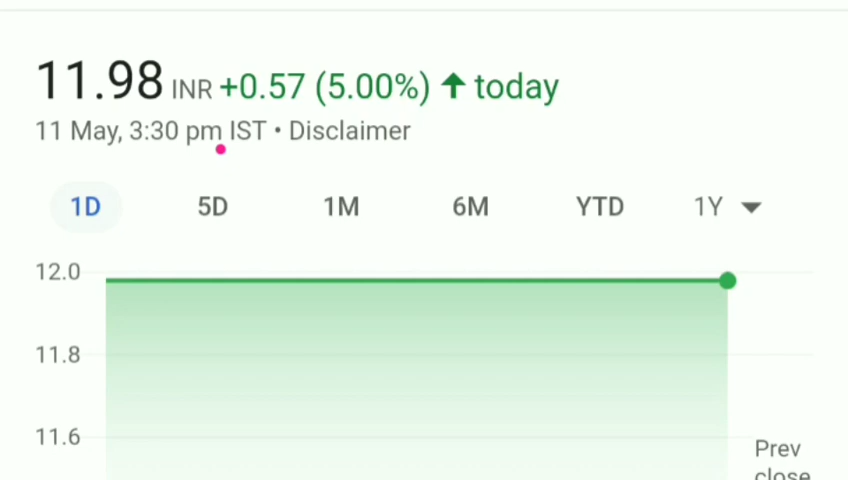 11.98 INR +0.57 (5.00%) ↑ today
11 May, 3:30 pm IST • Disclaimer
1D 5D 1M 6M YTD 1Y
12.0
11.8
11.6
Prev
close